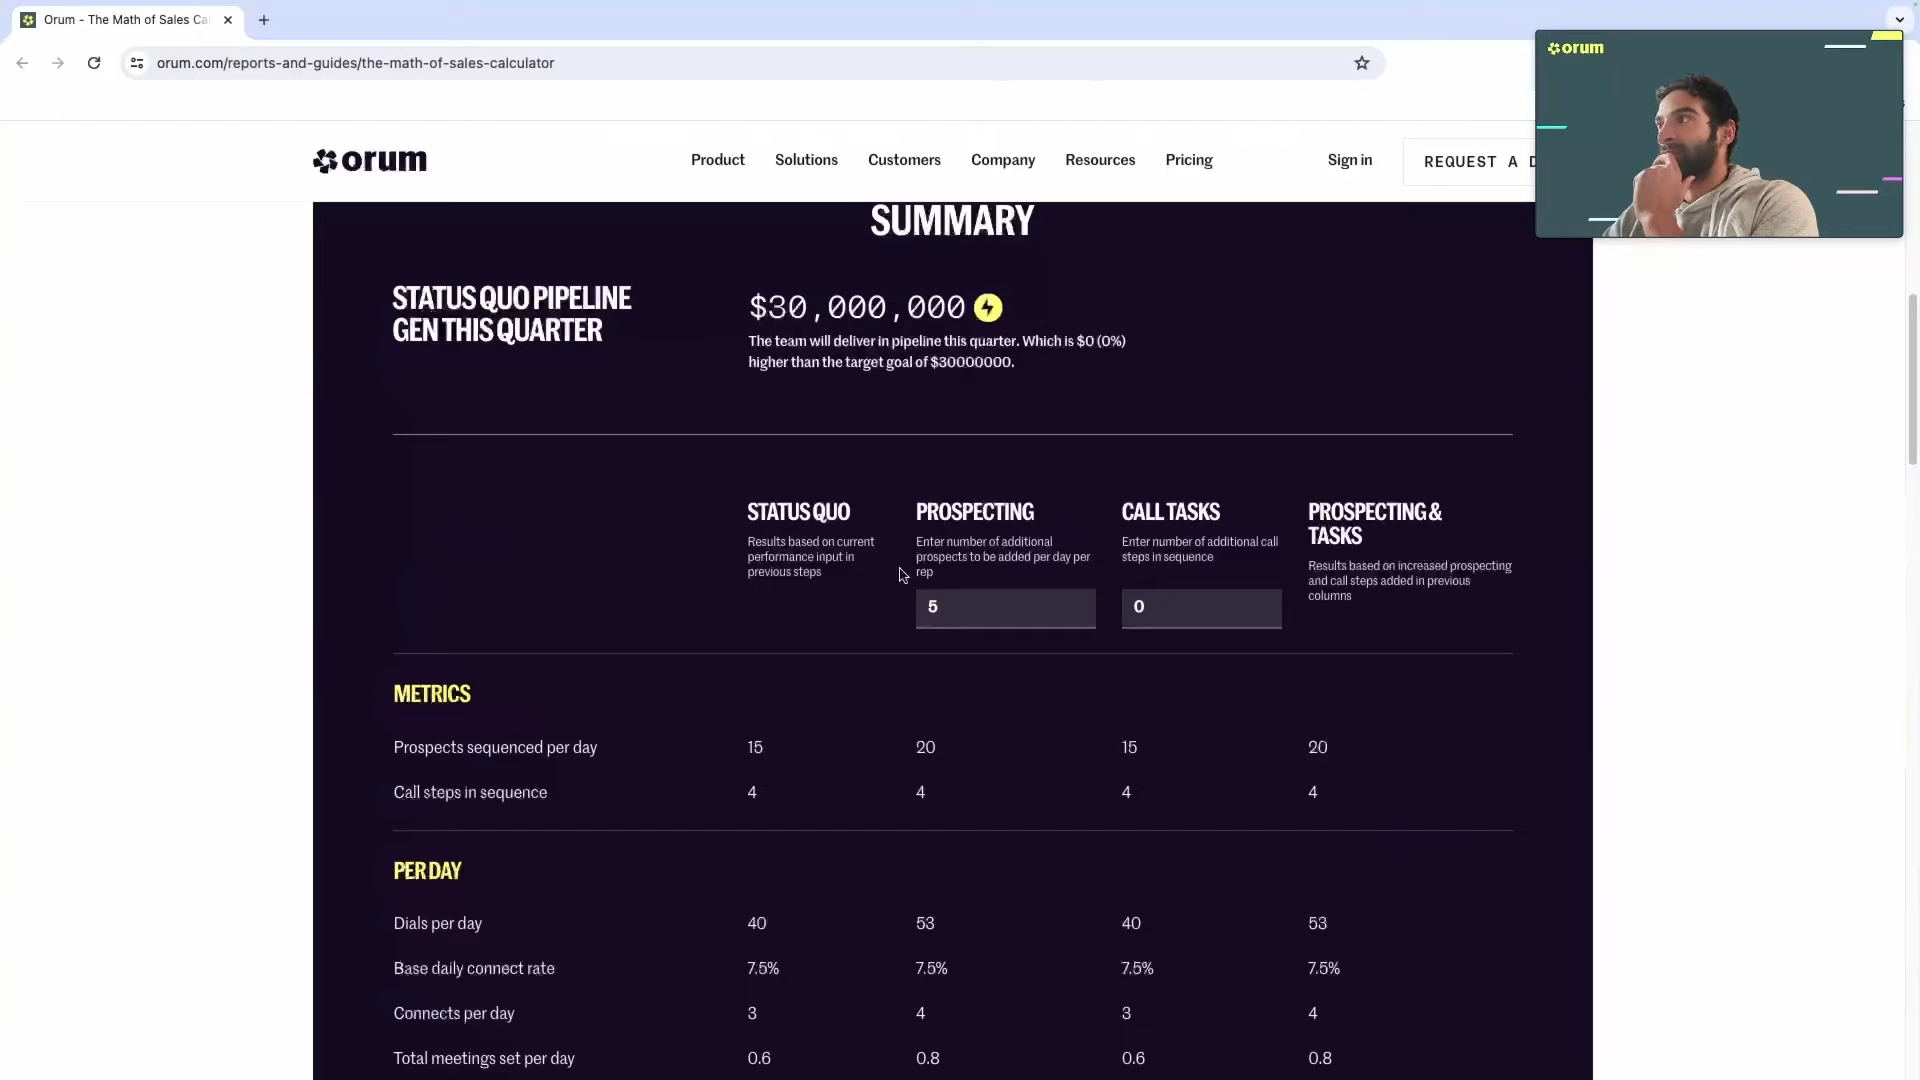 Orum - The Math of Sales Ca
orum.com/reports-and-guides/the-math-of-sales-calculator
orum
orum
Product
Solutions
Customers
Company
Resources
Pricing
Sign in
REQUEST A D
SUMMARY
STATUS QUO PIPELINE
GEN THIS QUARTER
$30,000,000
The team will deliver in pipeline this quarter. Which is $0 (0%)
higher than the target goal of $30000000.
STATUS QUO
Results based on current
performance input in
previous steps
PROSPECTING
Enter number of additional
prospects to be added per day per
rep
5
CALL TASKS
Enter number of additional call
steps in sequence
0
PROSPECTING &
TASKS
Results based on increased prospecting
and call steps added in previous
columns
METRICS
Prospects sequenced per day 15 20 15 20
Call steps in sequence 4 4 4 4
PER DAY
Dials per day 40 53 40 53
Base daily connect rate 7.5% 7.5% 7.5% 7.5%
Connects per day 3 4 3 4
Total meetings set per day 0.6 0.8 0.6 0.8